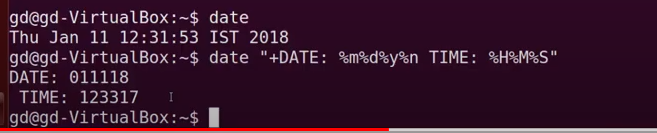 gd@gd-VirtualBox:~$ date
Thu Jan 11 12:31:53 IST 2018
gd@gd-VirtualBox:~$ date "+DATE: %m%d%y%n TIME: %H%M%S"
DATE: 011118
 TIME: 123317
gd@gd-VirtualBox:~$